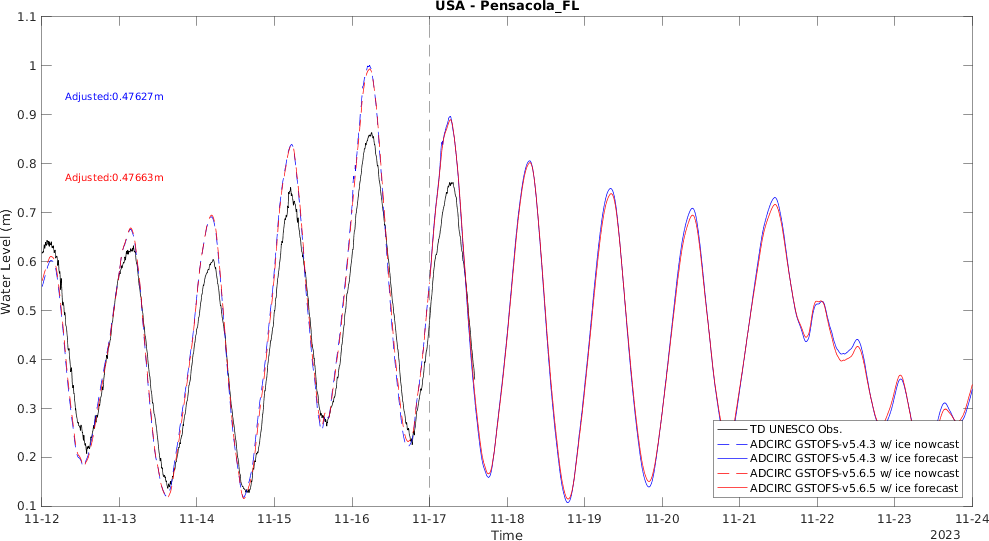 USA - Pensacola_FL
1.1
1
0.9
0.8
0.7
0.6
0.5
0.4
0.3
0.2
0.1
Water Level (m)
Adjusted:0.47627m
Adjusted:0.47663m
TD UNESCO Obs.
ADCIRC GSTOFS-v5.4.3 w/ ice nowcast
ADCIRC GSTOFS-v5.4.3 w/ ice forecast
ADCIRC GSTOFS-v5.6.5 w/ ice nowcast
ADCIRC GSTOFS-v5.6.5 w/ ice forecast
11-12 11-13 11-14 11-15 11-16 11-17 11-18 11-19 11-20 11-21 11-22 11-23 11-24
Time
2023